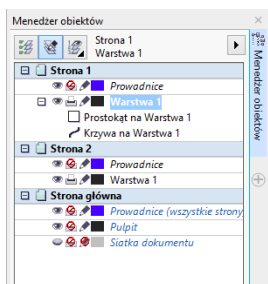 Menedżer obiektów
Strona 1
Warstwa 1
Strona 1
Prowadnice
Warstwa 1
Prostokąt na Warstwa 1
Krzywa na Warstwa 1
Strona 2
Prowadnice
Warstwa 1
Strona główna
Prowadnice (wszystkie strony
Pulpit
Siatka dokumentu
Menedżer obiektów